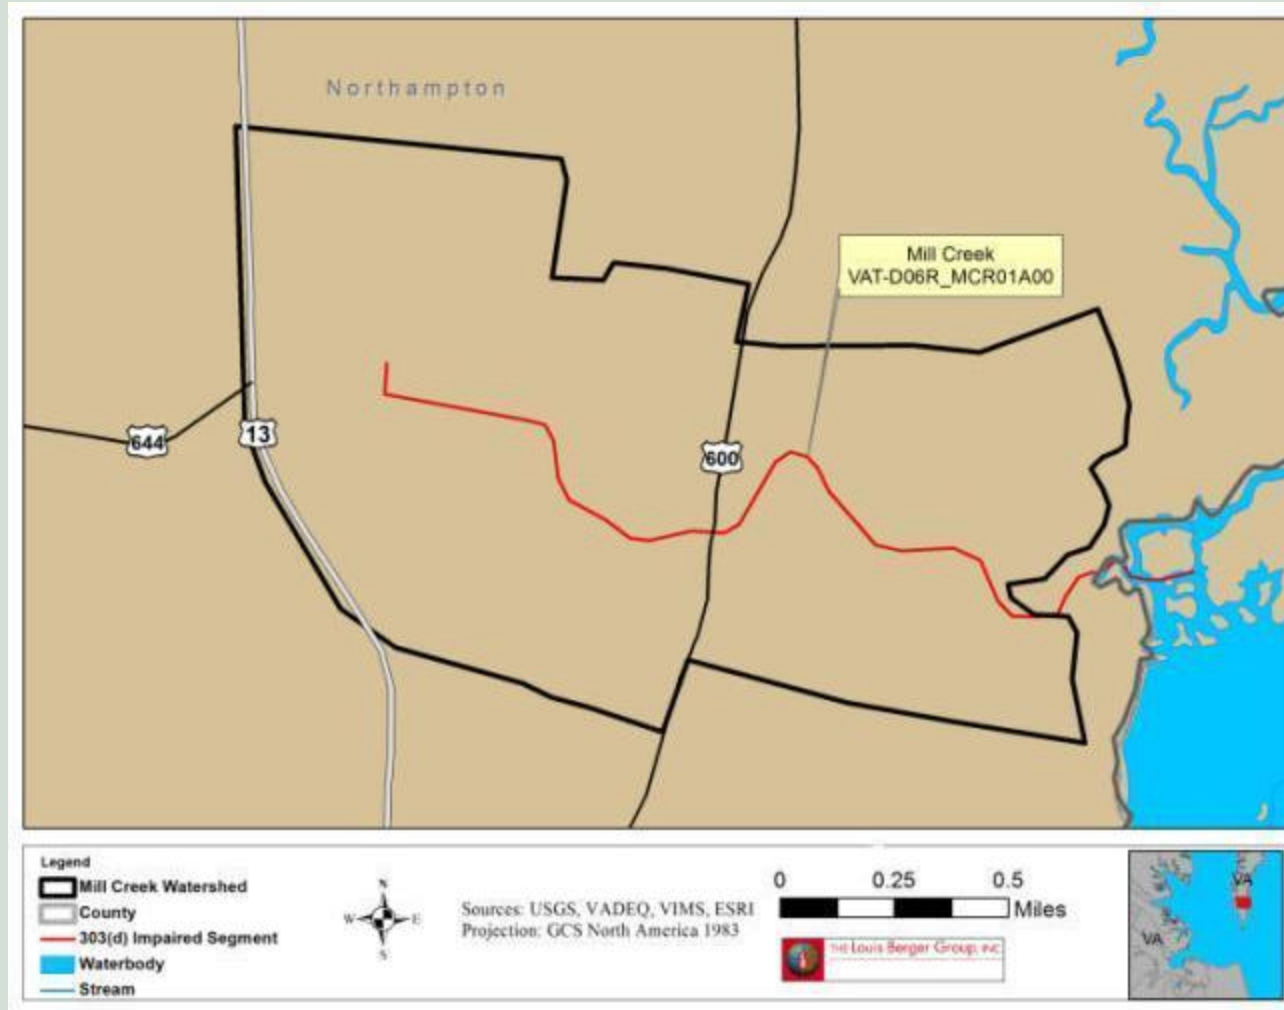 Northampton
Mill Creek
VAT-D06R_MCR01A00
644
13
600
Legend
Mill Creek Watershed
County
303(d) Impaired Segment
Waterbody
Stream
N
W E
S
Sources: USGS, VADEQ, VIMS, ESRI
Projection: GCS North America 1983
0 0.25 0.5
Miles
THE Louis Berger Group, INC
VA
VA